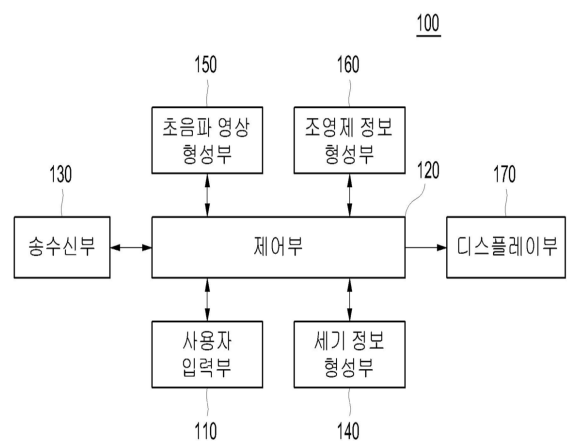 100
150
160
초음파 영상
형성부
조영제 정보
형성부
130
120
170
송수신부
제어부
디스플레이부
사용자
입력부
세기 정보
형성부
110
140